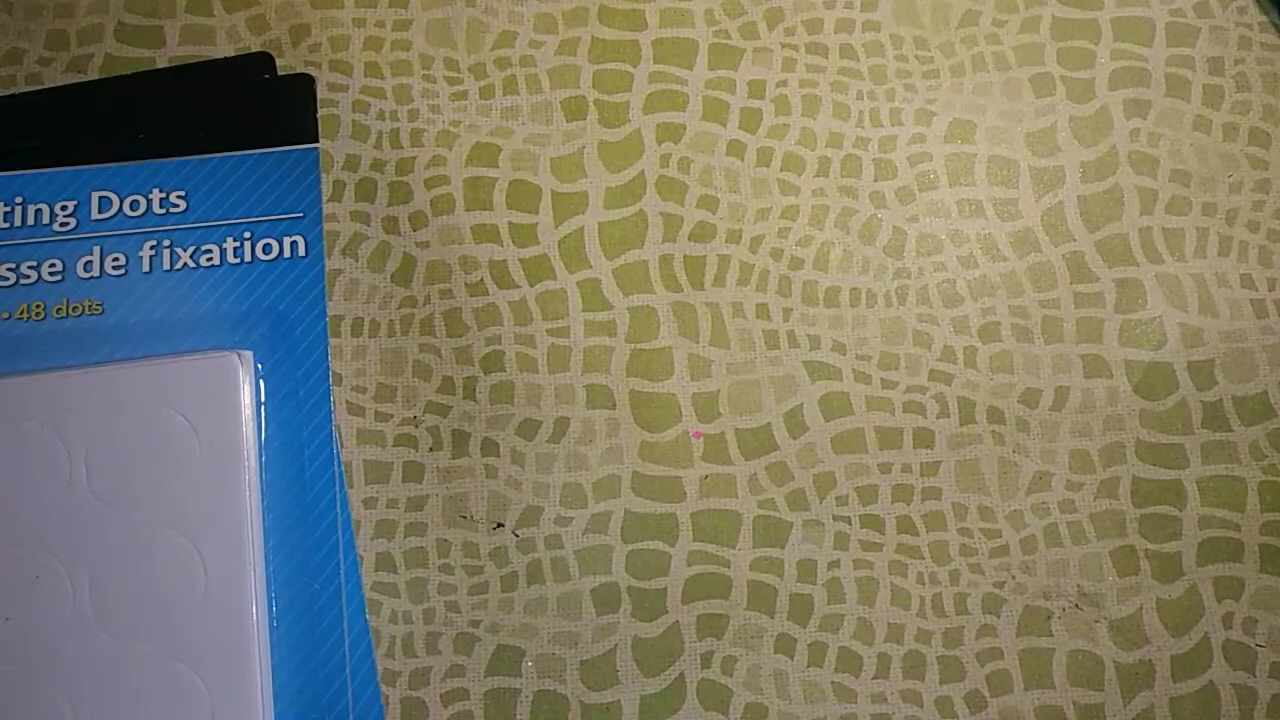 ting Dots
sse de fixation
• 48 dots